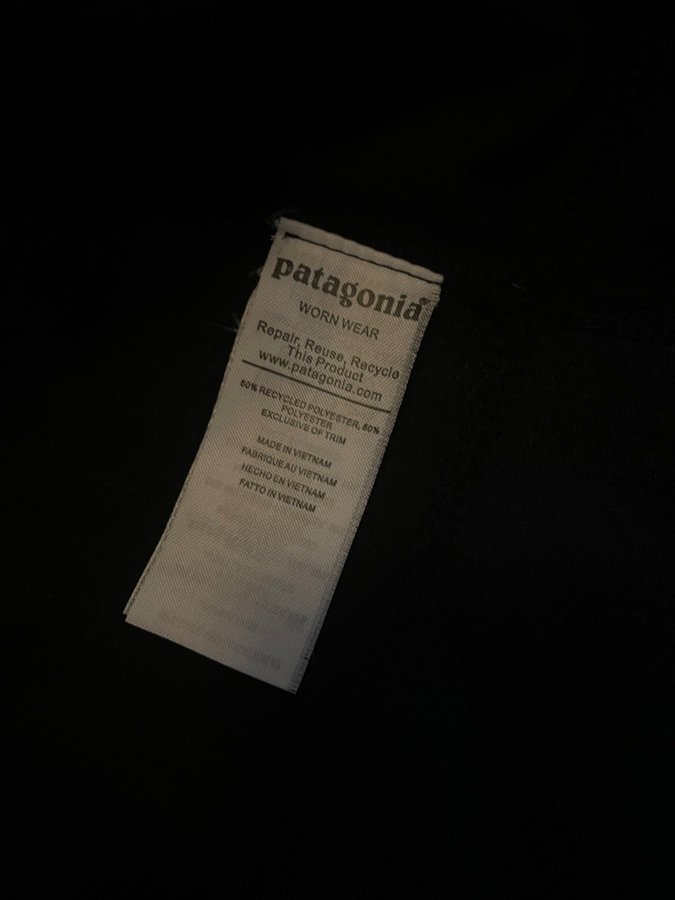 patagonia®
WORN WEAR
Repair, Reuse, Recycle
This Product
www.patagonia.com
50% RECYCLED POLYESTER, 50%
POLYESTER
EXCLUSIVE OF TRIM
MADE IN VIETNAM
FABRIQUE AU VIETNAM
HECHO EN VIETNAM
FATTO IN VIETNAM